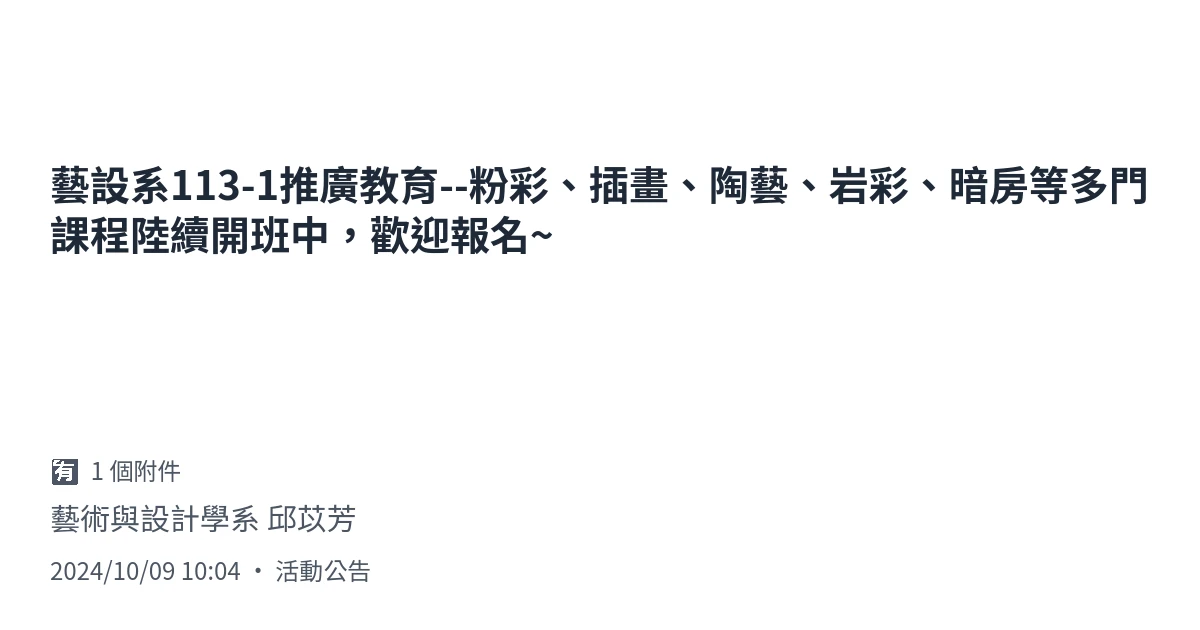 藝設系113-1推廣教育--粉彩、插畫、陶藝、岩彩、暗房等多門
課程陸續開班中，歡迎報名~
🈶 1 個附件
藝術與設計學系 邱苡芳
2024/10/09 10:04 ・ 活動公告